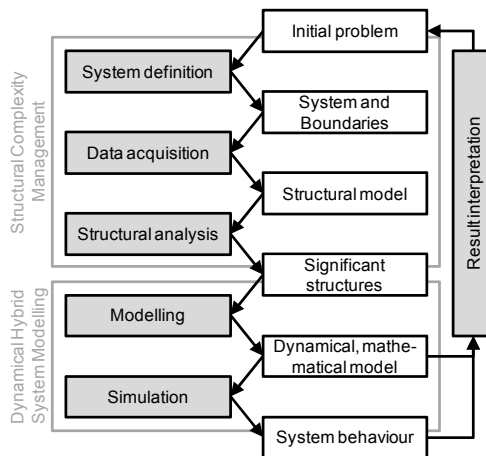 Initial problem
System definition
System and
Boundaries
Data acquisition
Structural model
Structural analysis
Significant
structures
Modelling
Dynamical, mathe-
matical model
Simulation
System behaviour
Structural Complexity
Management
Dynamical Hybrid
System Modelling
Result interpretation